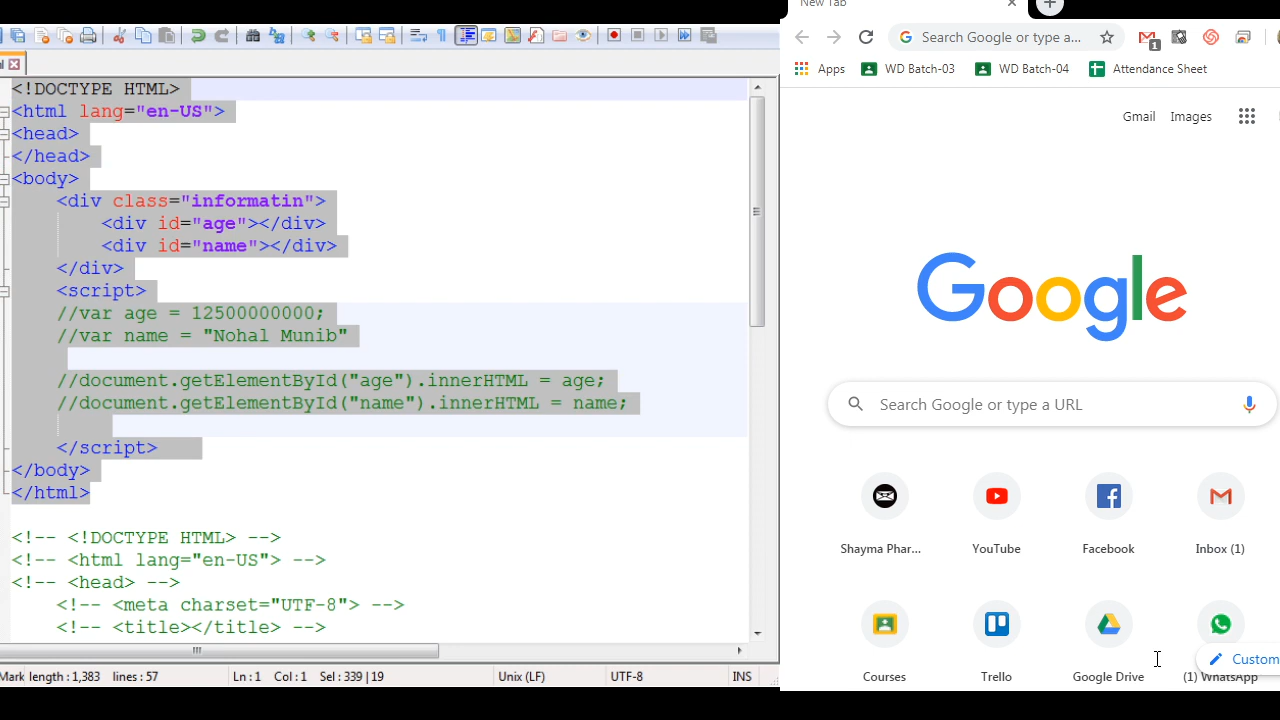 <!DOCTYPE HTML>
<html lang="en-US">
<head>
</head>
<body>
<div class="informatin">
<div id="age"></div>
<div id="name"></div>
</div>
<script>
//var age = 12500000000;
//var name = "Nohal Munib"
//document.getElementById("age").innerHTML = age;
//document.getElementById("name").innerHTML = name;
</script>
</body>
</html>
<!-- <!DOCTYPE HTML> -->
<!-- <html lang="en-US"> -->
<!-- <head> -->
<!-- <meta charset="UTF-8"> -->
<!-- <title></title> -->
Mark length : 1,383 lines : 57 Ln : 1 Col : 1 Sel : 339 | 19 Unix (LF) UTF-8 INS
New Tab
Search Google or type a... 1
Apps WD Batch-03 WD Batch-04 Attendance Sheet
Gmail Images
Google
Search Google or type a URL
Shayma Phar... YouTube Facebook Inbox (1)
Custom
Courses Trello Google Drive (1) WhatsApp